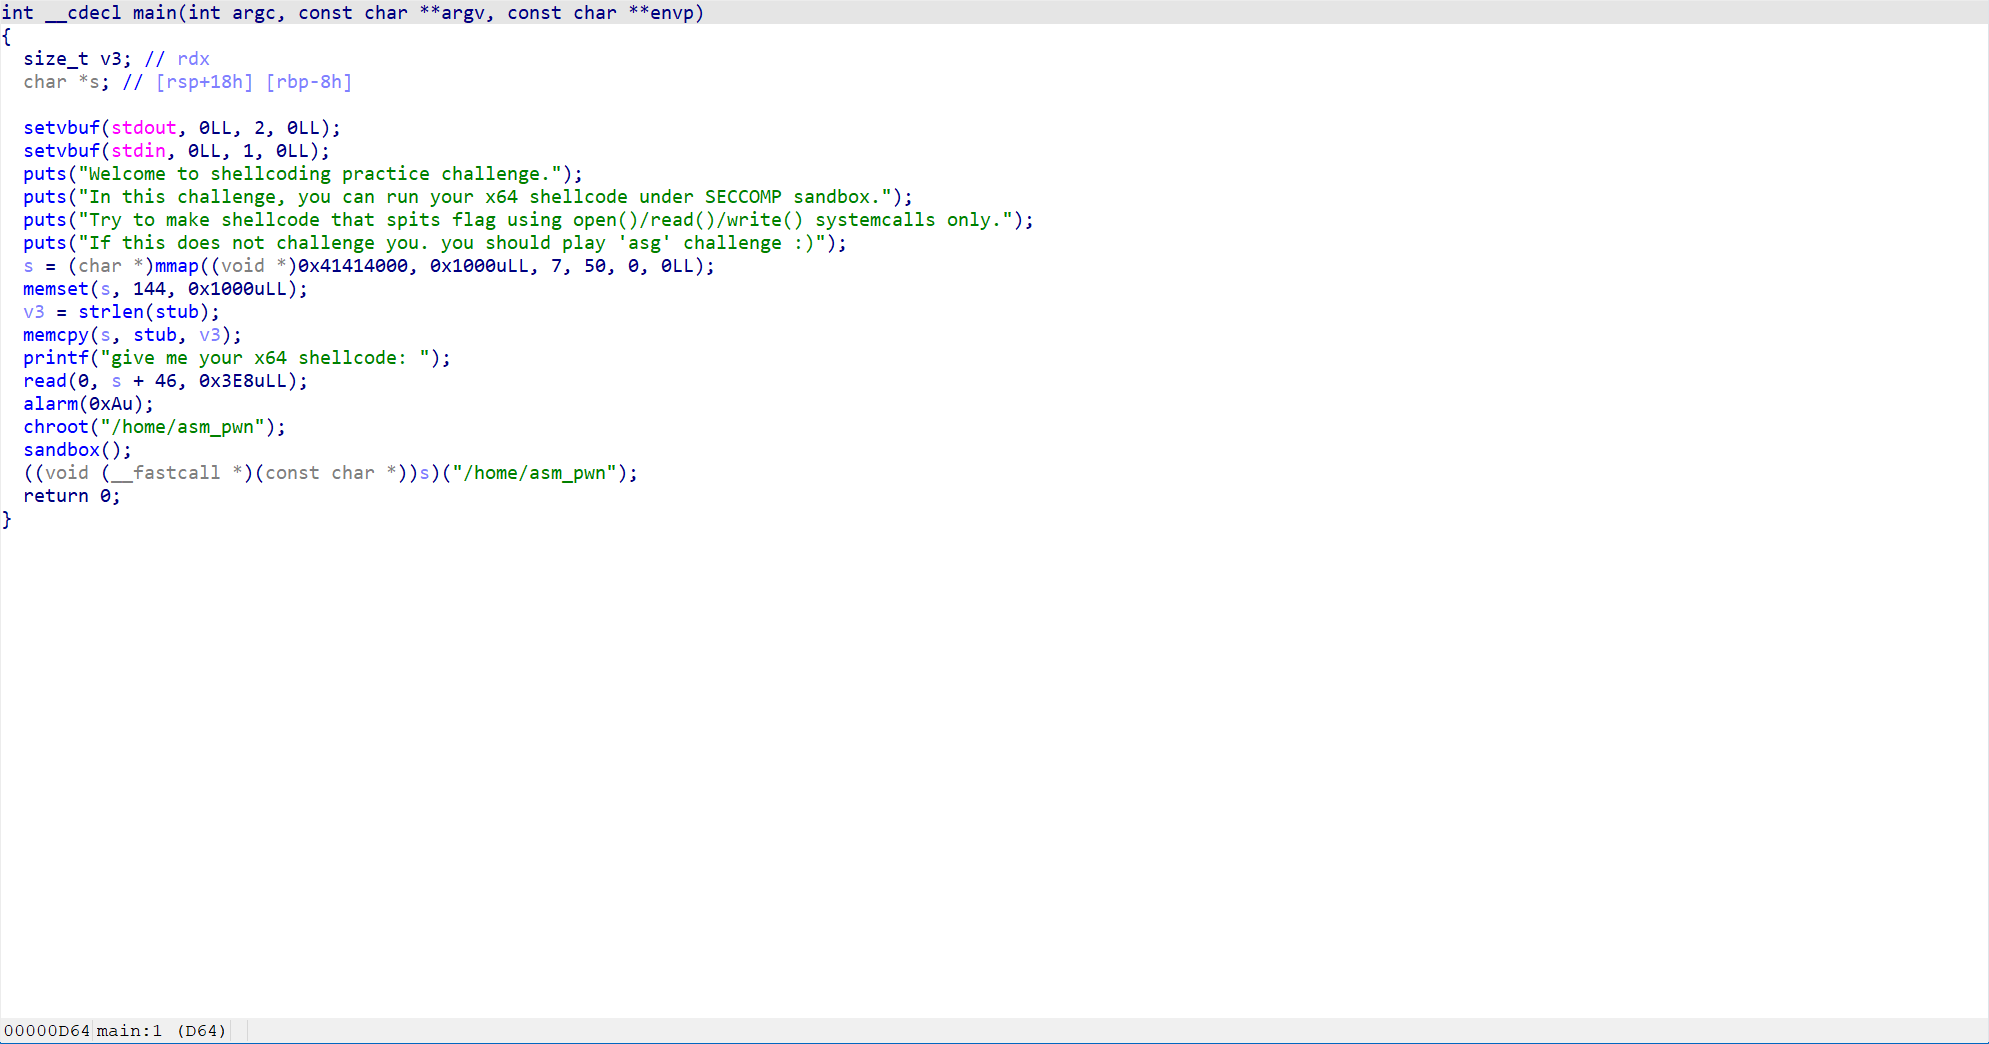 int __cdecl main(int argc, const char **argv, const char **envp)
{
  size_t v3; // rdx
  char *s; // [rsp+18h] [rbp-8h]

  setvbuf(stdout, 0LL, 2, 0LL);
  setvbuf(stdin, 0LL, 1, 0LL);
  puts("Welcome to shellcoding practice challenge.");
  puts("In this challenge, you can run your x64 shellcode under SECCOMP sandbox.");
  puts("Try to make shellcode that spits flag using open()/read()/write() systemcalls only.");
  puts("If this does not challenge you. you should play 'asg' challenge :)");
  s = (char *)mmap((void *)0x41414000, 0x1000uLL, 7, 50, 0, 0LL);
  memset(s, 144, 0x1000uLL);
  v3 = strlen(stub);
  memcpy(s, stub, v3);
  printf("give me your x64 shellcode: ");
  read(0, s + 46, 0x3E8uLL);
  alarm(0xAu);
  chroot("/home/asm_pwn");
  sandbox();
  ((void (__fastcall *)(const char *))s)("/home/asm_pwn");
  return 0;
}
00000D64 main:1 (D64)